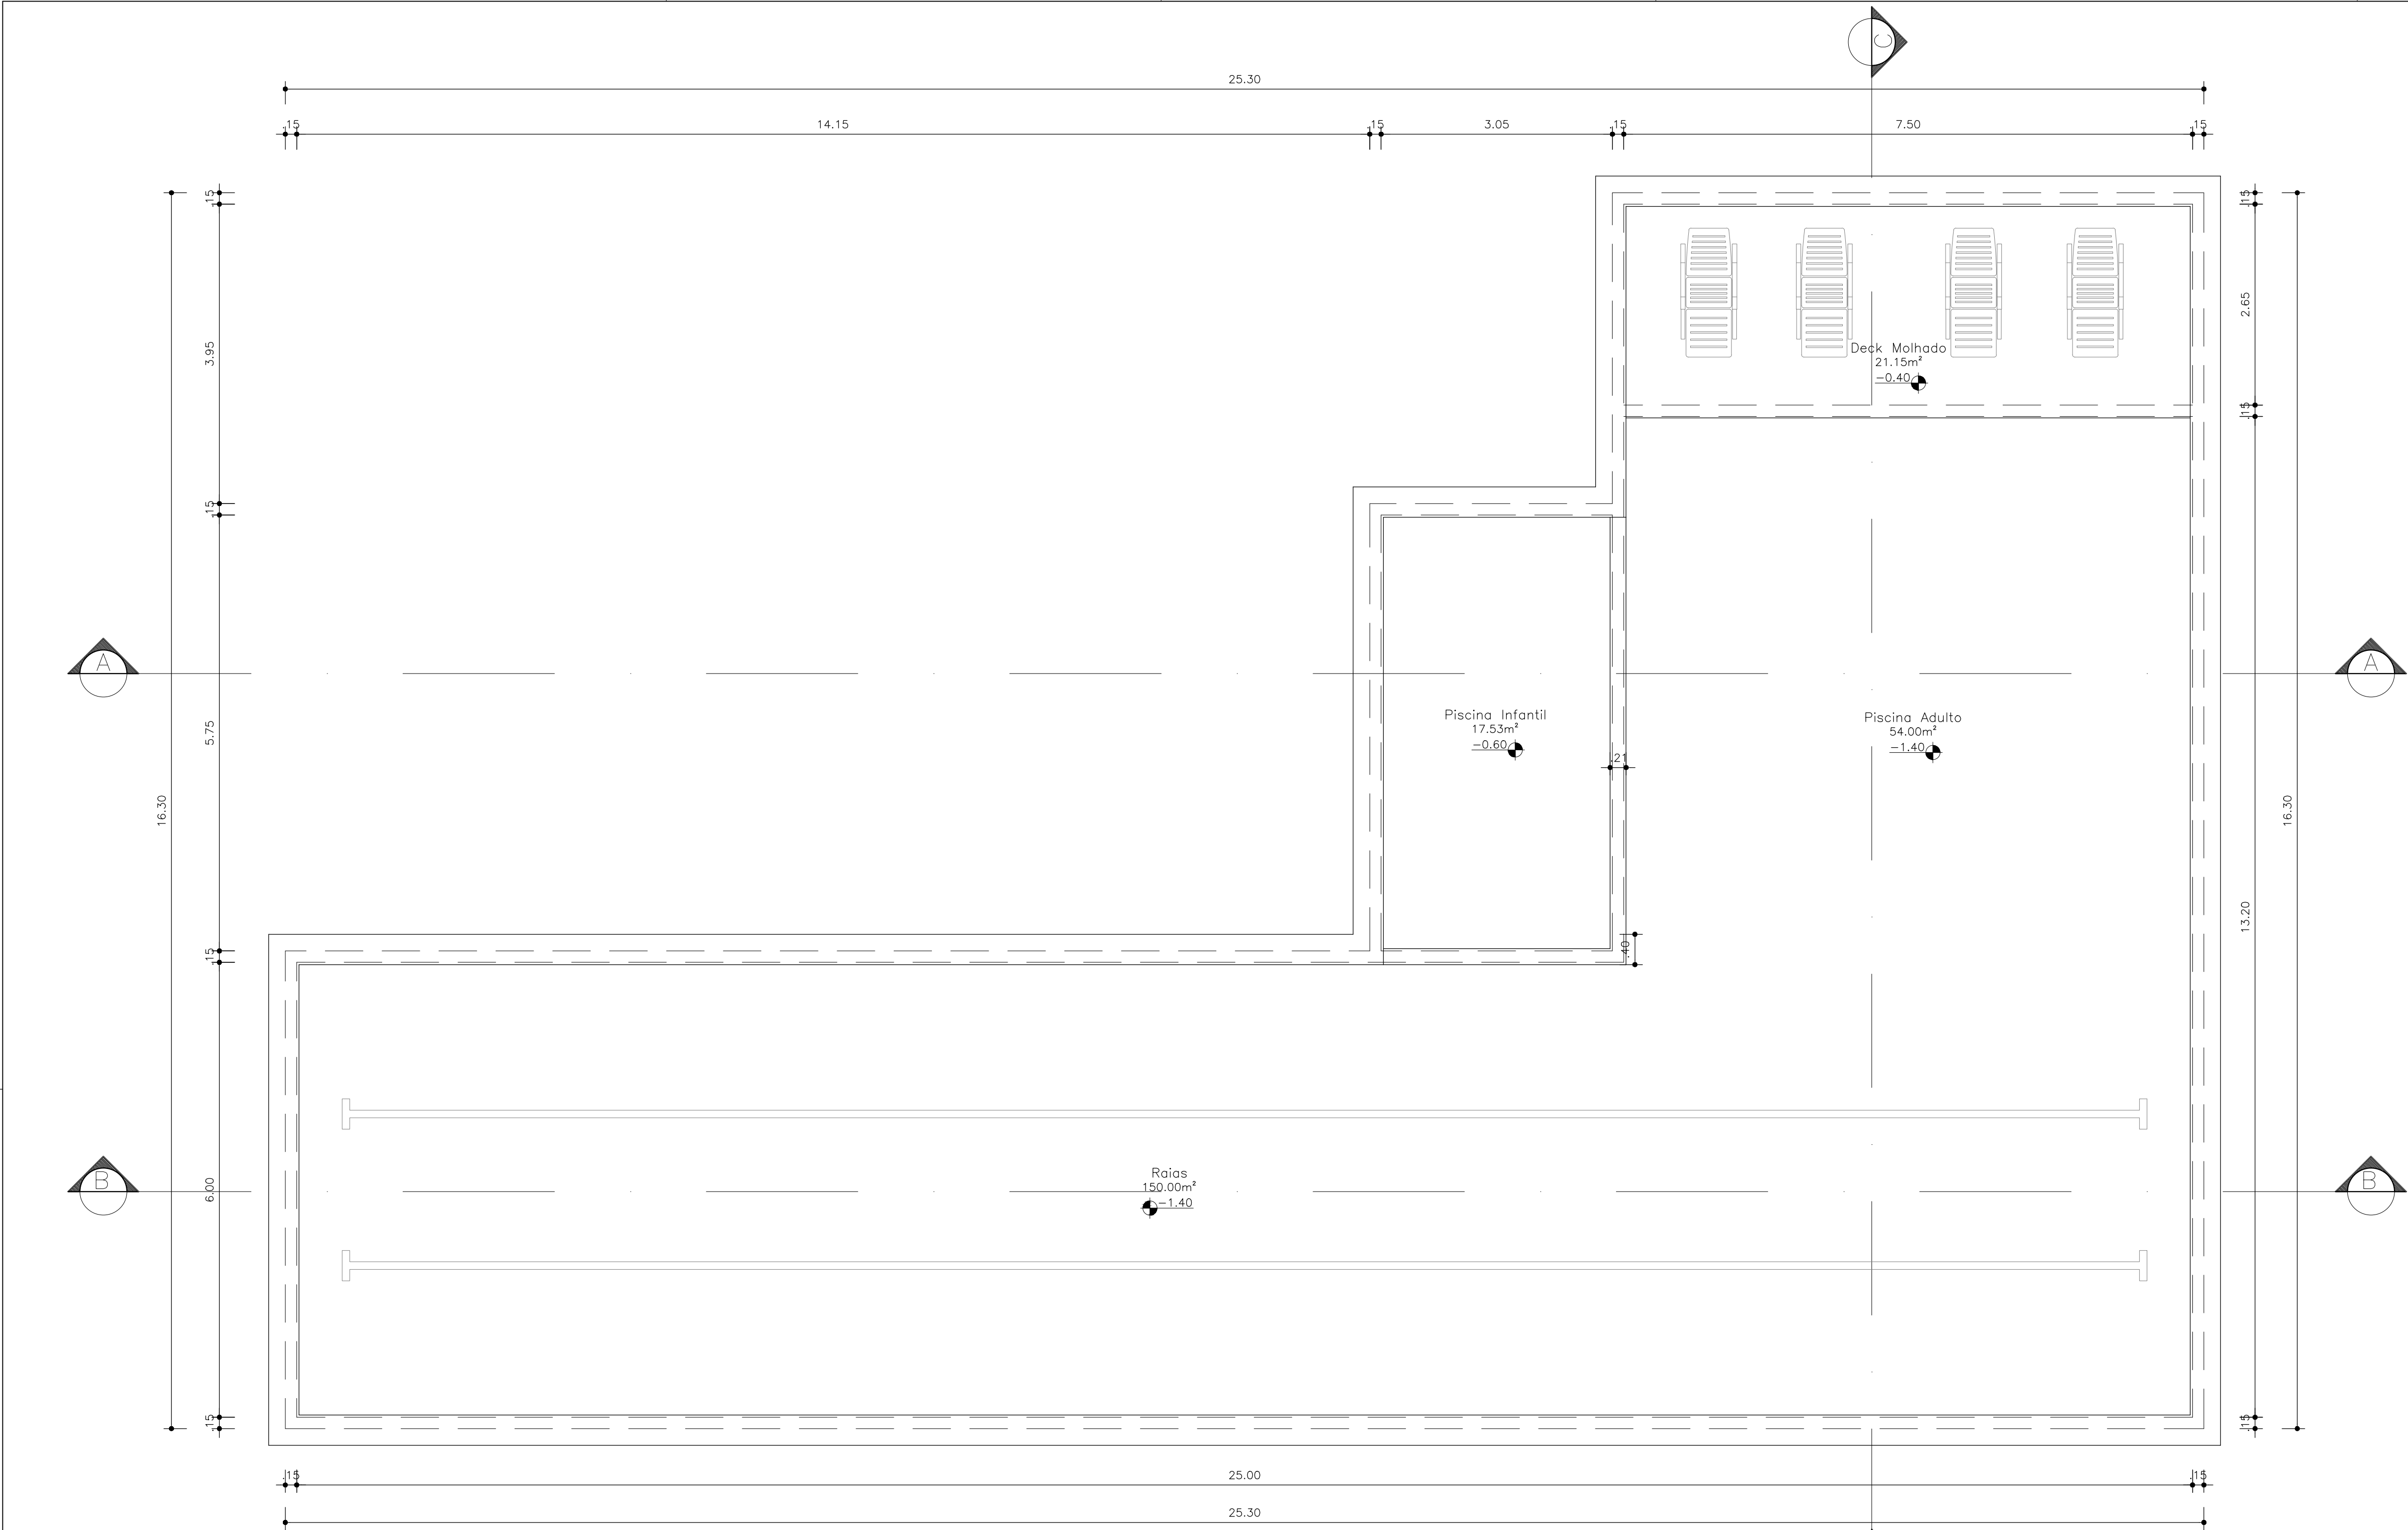 C
25.30
.15
14.15
.15
3.05
.15
7.50
.15
.15
.15
3.95
2.65
Deck Molhado
21.15m²
-0.40
.15
.15
A
A
Piscina Infantil
17.53m²
-0.60
Piscina Adulto
54.00m²
-1.40
5.75
.21
16.30
16.30
13.20
.15
.40
B
B
Raias
150.00m²
-1.40
6.00
.15
.15
.15
25.00
.15
25.30